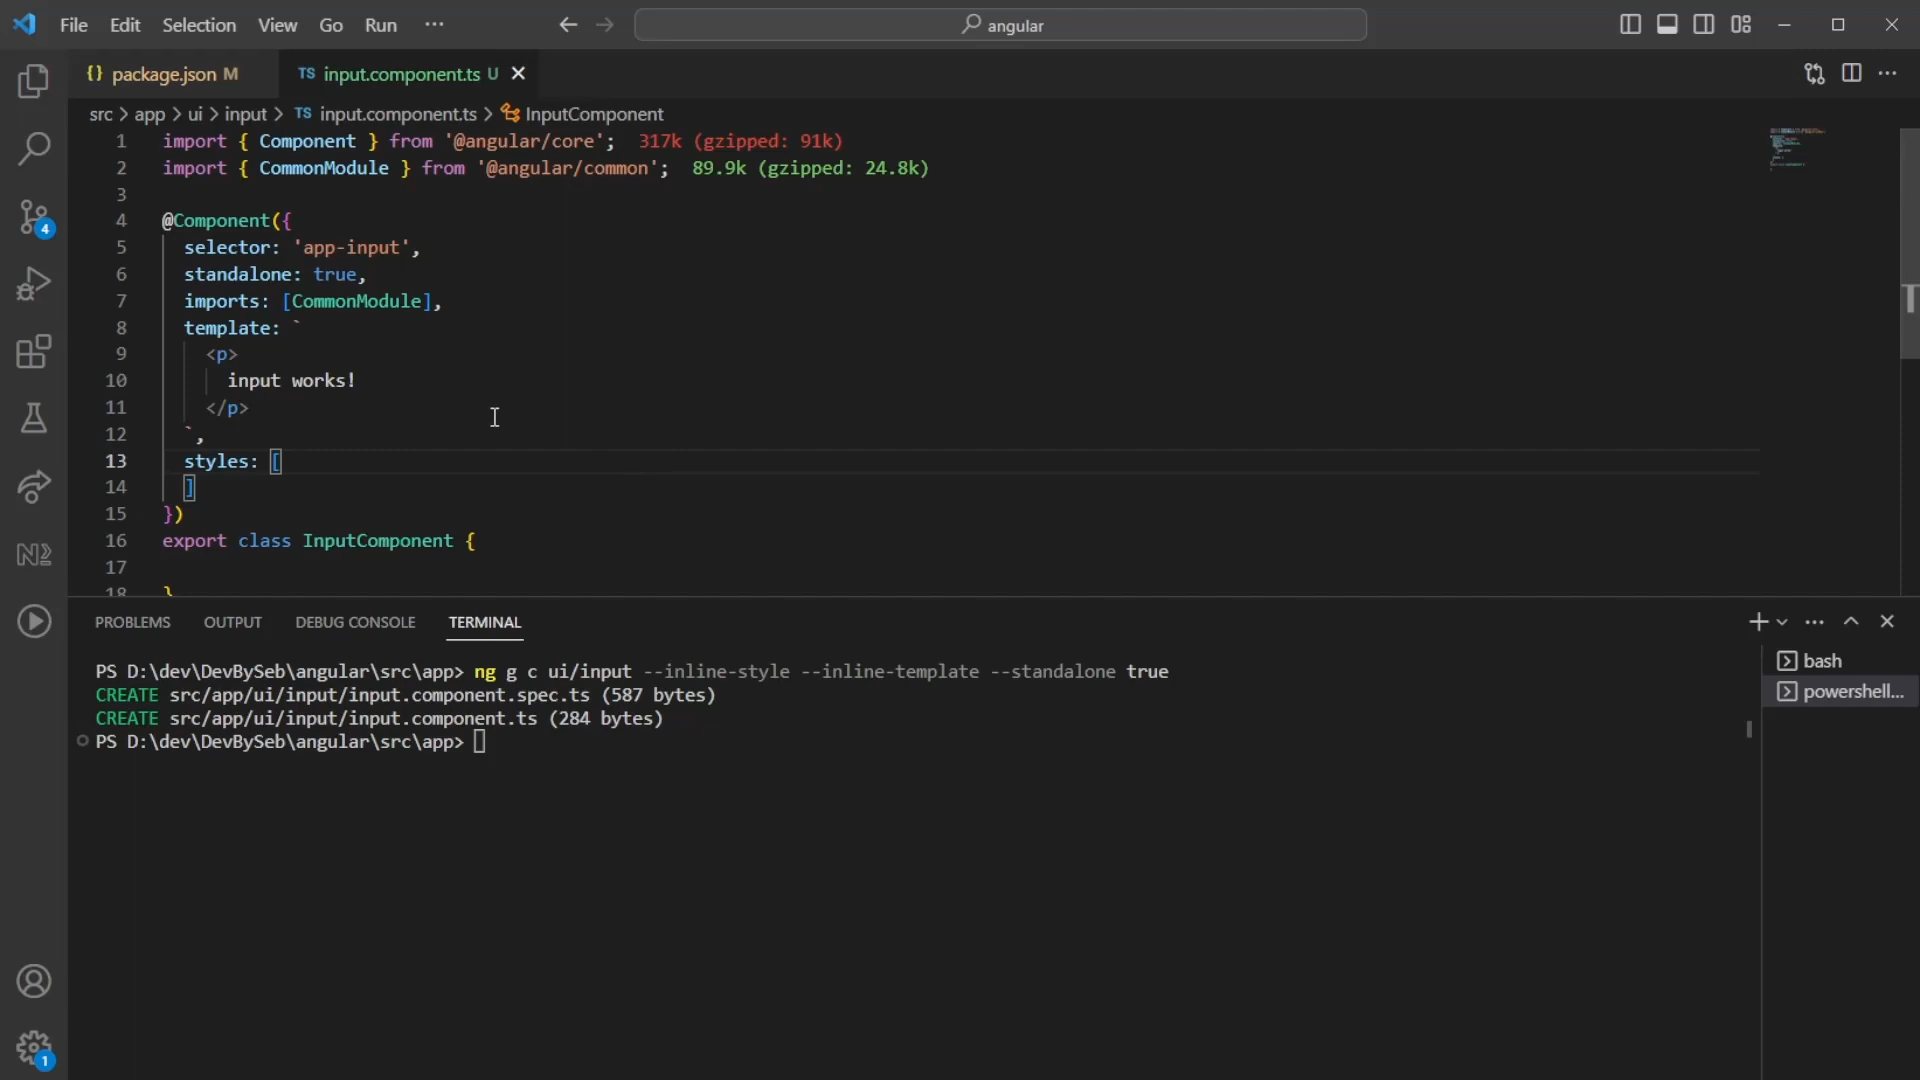 File Edit Selection View Go Run ··· angular
{} package.json M TS input.component.ts U
src > app > ui > input > TS input.component.ts > InputComponent
1 import { Component } from '@angular/core'; 317k (gzipped: 91k)
2 import { CommonModule } from '@angular/common'; 89.9k (gzipped: 24.8k)
3
4 @Component({
5 selector: 'app-input',
6 standalone: true,
7 imports: [CommonModule],
8 template: `
9 <p>
10 input works!
11 </p>
12 `,
13 styles: [
14 ]
15 })
16 export class InputComponent {
17
18 }
4
1
PROBLEMS OUTPUT DEBUG CONSOLE TERMINAL
PS D:\dev\DevBySeb\angular\src\app> ng g c ui/input --inline-style --inline-template --standalone true
CREATE src/app/ui/input/input.component.spec.ts (587 bytes)
CREATE src/app/ui/input/input.component.ts (284 bytes)
PS D:\dev\DevBySeb\angular\src\app>
bash
powershell...